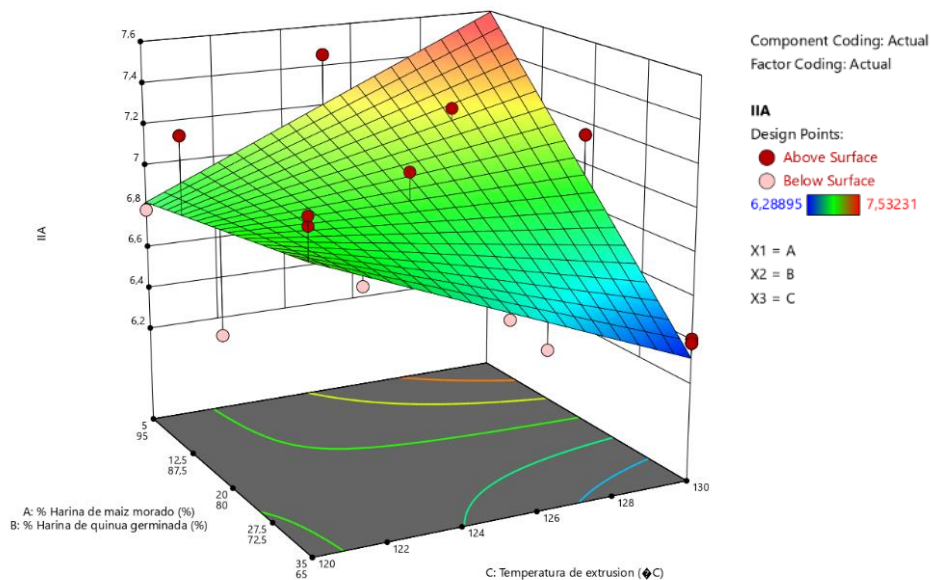 7,6
7,4
7,2
7
6,8
6,6
6,4
6,2
IIA
5
95
12,5
87,5
20
80
27,5
72,5
35
65
A: % Harina de maiz morado (%)
B: % Harina de quinua germinada (%)
120
122
124
126
128
130
C: Temperatura de extrusion (�C)
Component Coding: Actual
Factor Coding: Actual
IIA
Design Points:
Above Surface
Below Surface
6,28895 7,53231
X1 = A
X2 = B
X3 = C